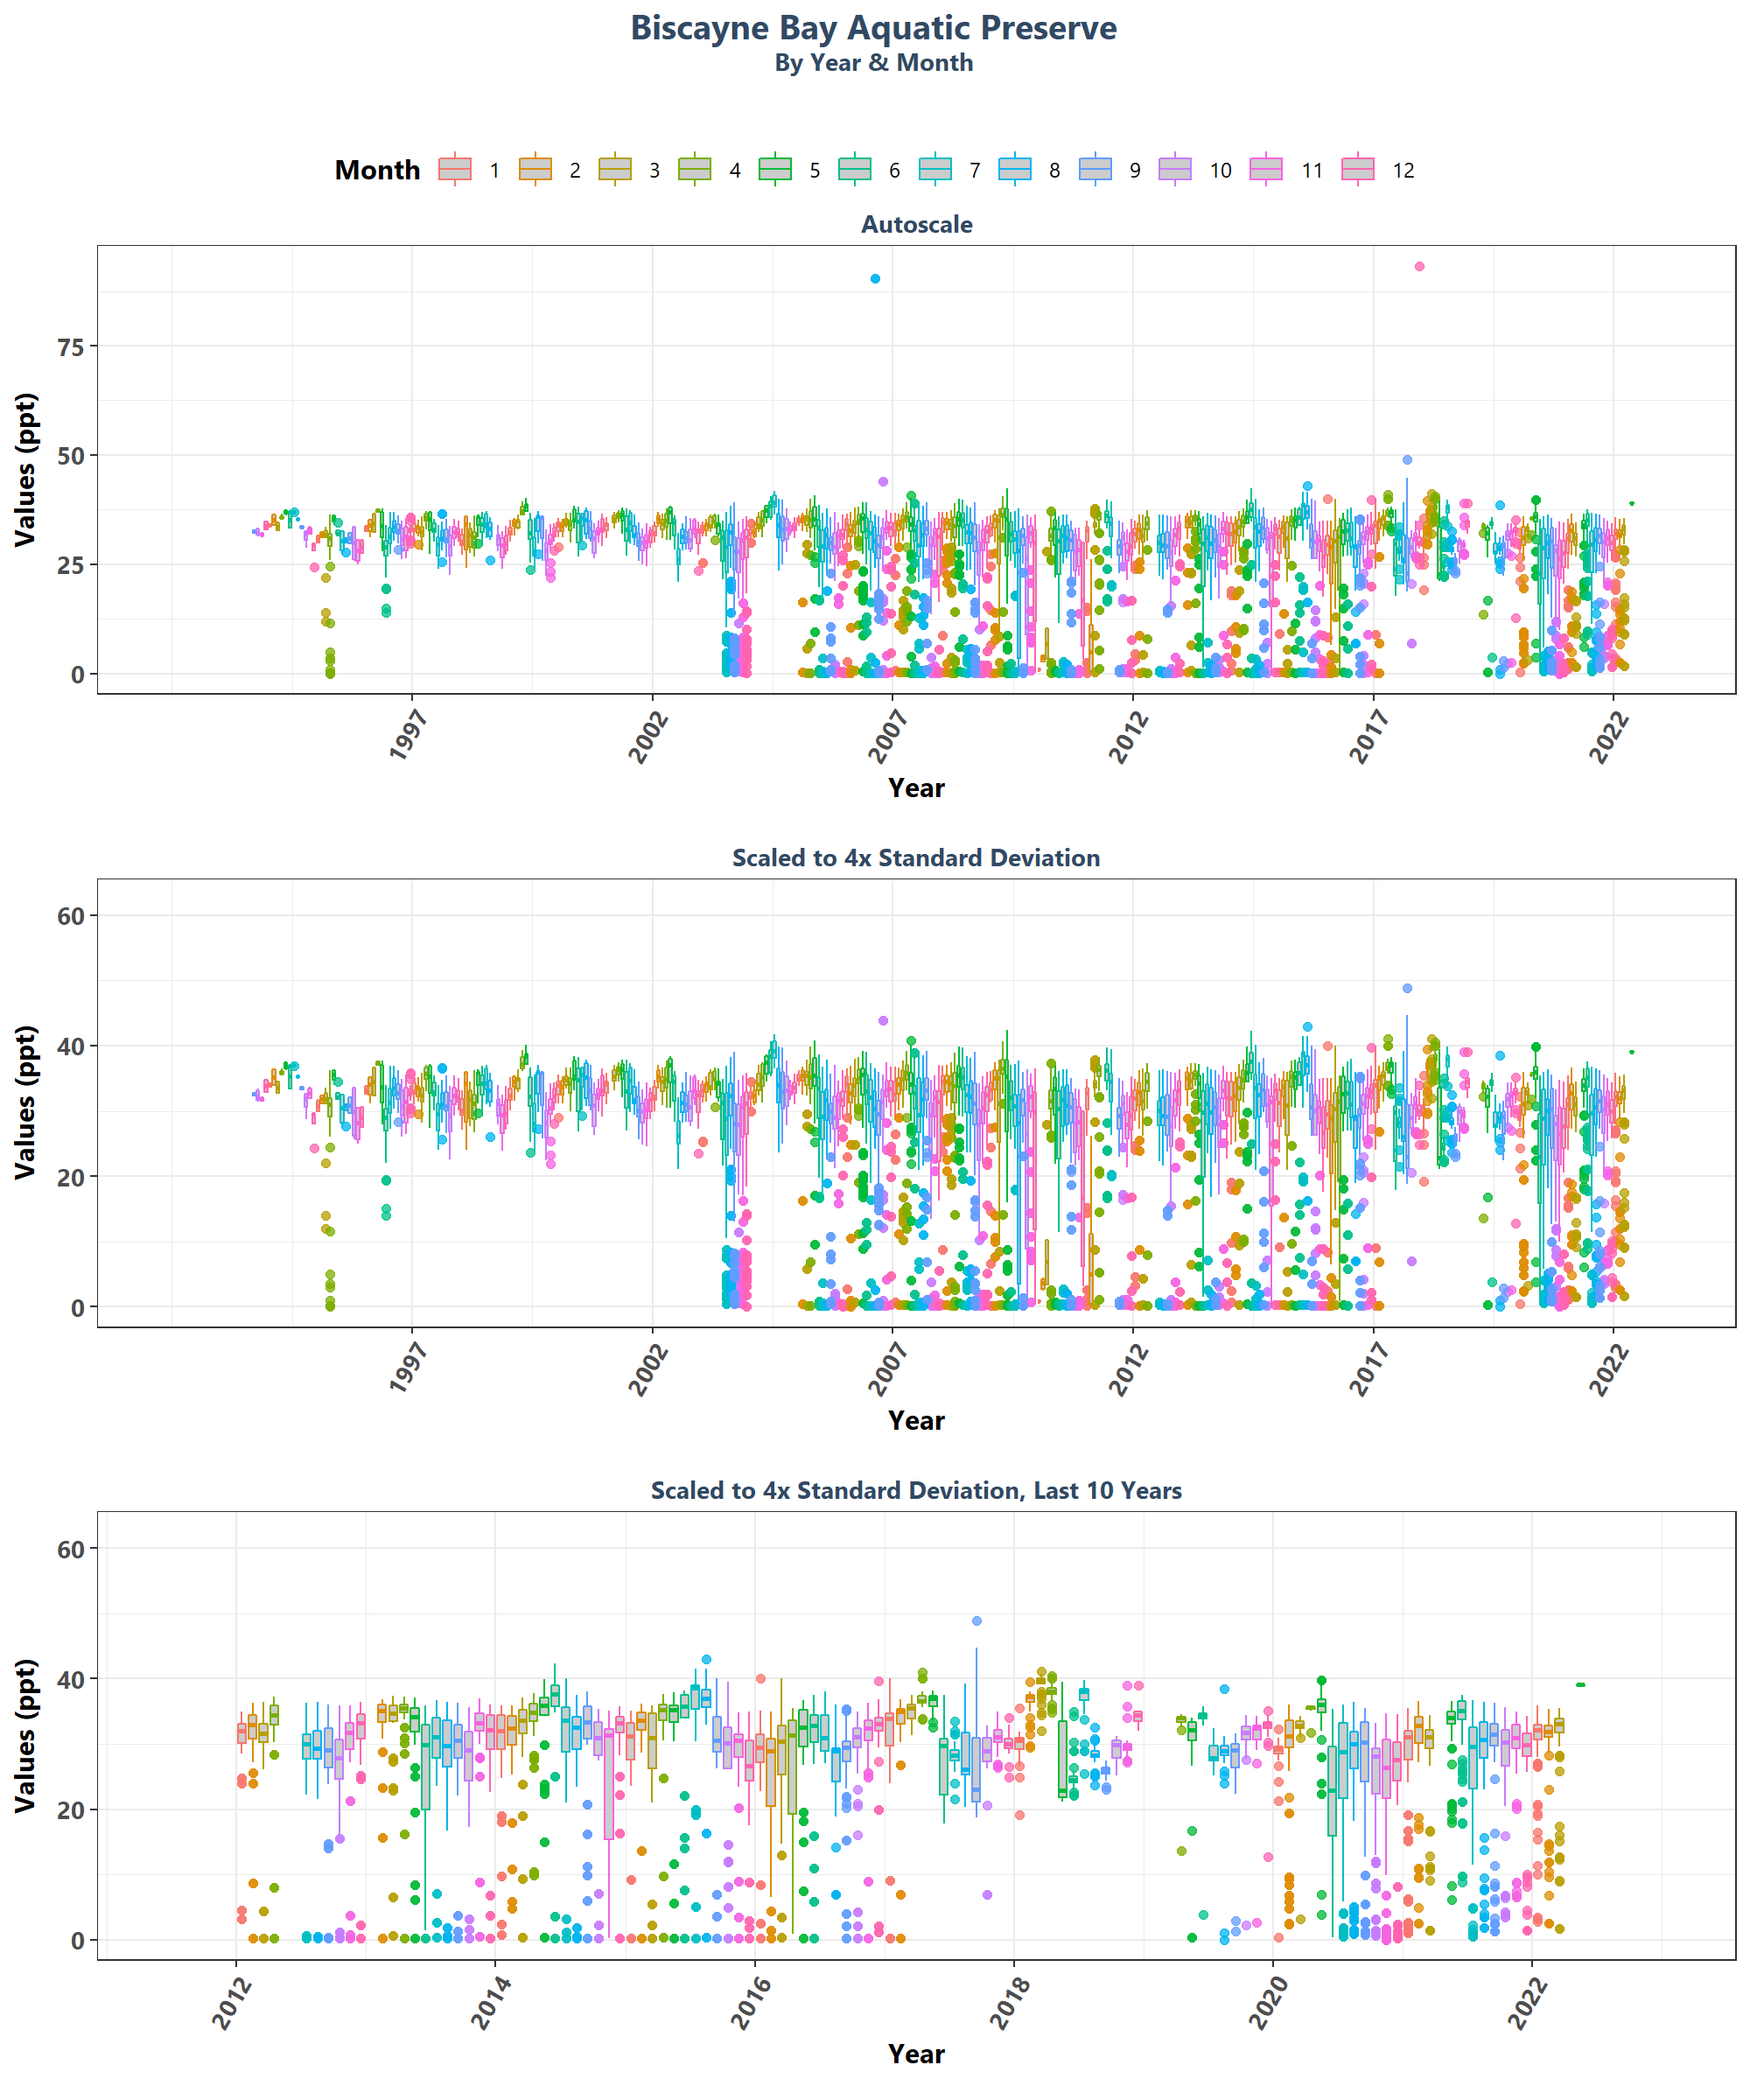 Biscayne Bay Aquatic Preserve
By Year & Month
Month 1 2 3 4 5 6 7 8 9 10 11 12
Autoscale
Values (ppt)
75
50
25
0
1997 2002 2007 2012 2017 2022
Year
Scaled to 4x Standard Deviation
Values (ppt)
60
40
20
0
1997 2002 2007 2012 2017 2022
Year
Scaled to 4x Standard Deviation, Last 10 Years
Values (ppt)
60
40
20
0
2012 2014 2016 2018 2020 2022
Year